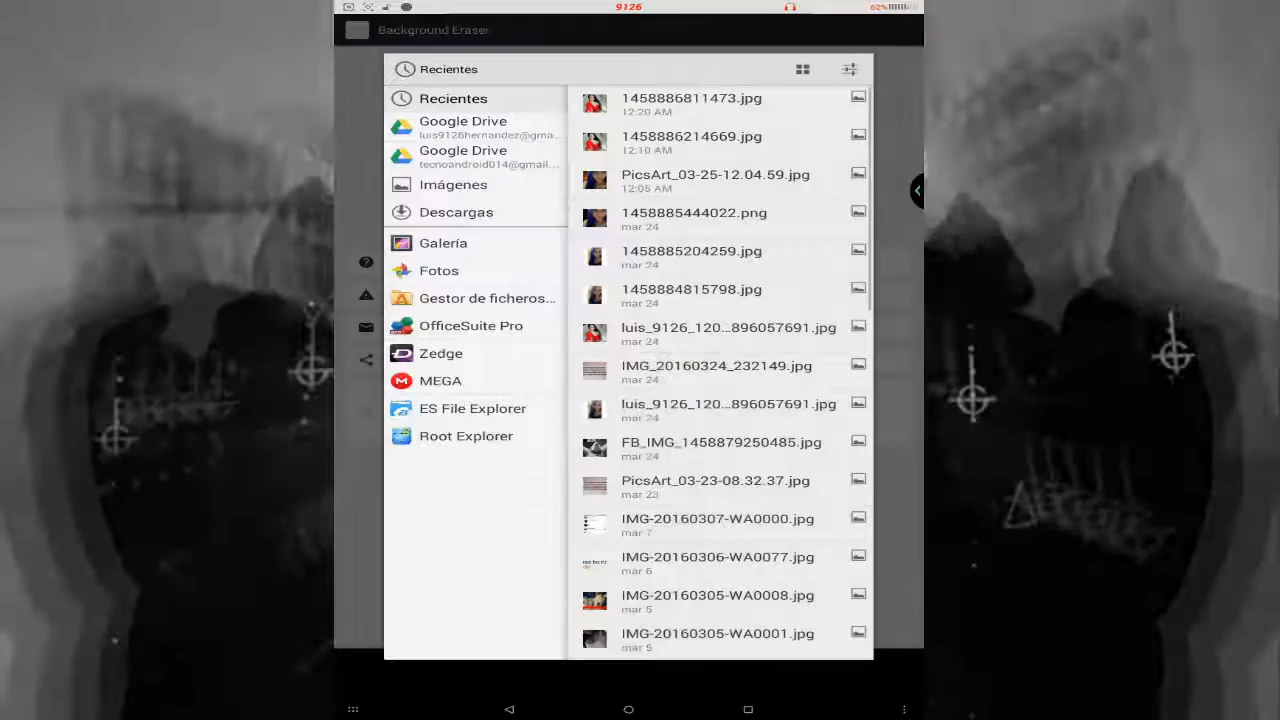 9126
62%
Background Eraser
Recientes
Recientes
Google Drive
luis9126hernandez@gma...
Google Drive
tecnoandroid014@gmail...
Imágenes
Descargas
Galería
Fotos
Gestor de ficheros...
OfficeSuite Pro
Zedge
MEGA
ES File Explorer
Root Explorer
1458886811473.jpg
12:20 AM
1458886214669.jpg
12:10 AM
PicsArt_03-25-12.04.59.jpg
12:05 AM
1458885444022.png
mar 24
1458885204259.jpg
mar 24
1458884815798.jpg
mar 24
luis_9126_120...896057691.jpg
mar 24
IMG_20160324_232149.jpg
mar 24
luis_9126_120...896057691.jpg
mar 24
FB_IMG_1458879250485.jpg
mar 24
PicsArt_03-23-08.32.37.jpg
mar 23
IMG-20160307-WA0000.jpg
mar 7
IMG-20160306-WA0077.jpg
mar 6
IMG-20160305-WA0008.jpg
mar 5
IMG-20160305-WA0001.jpg
mar 5